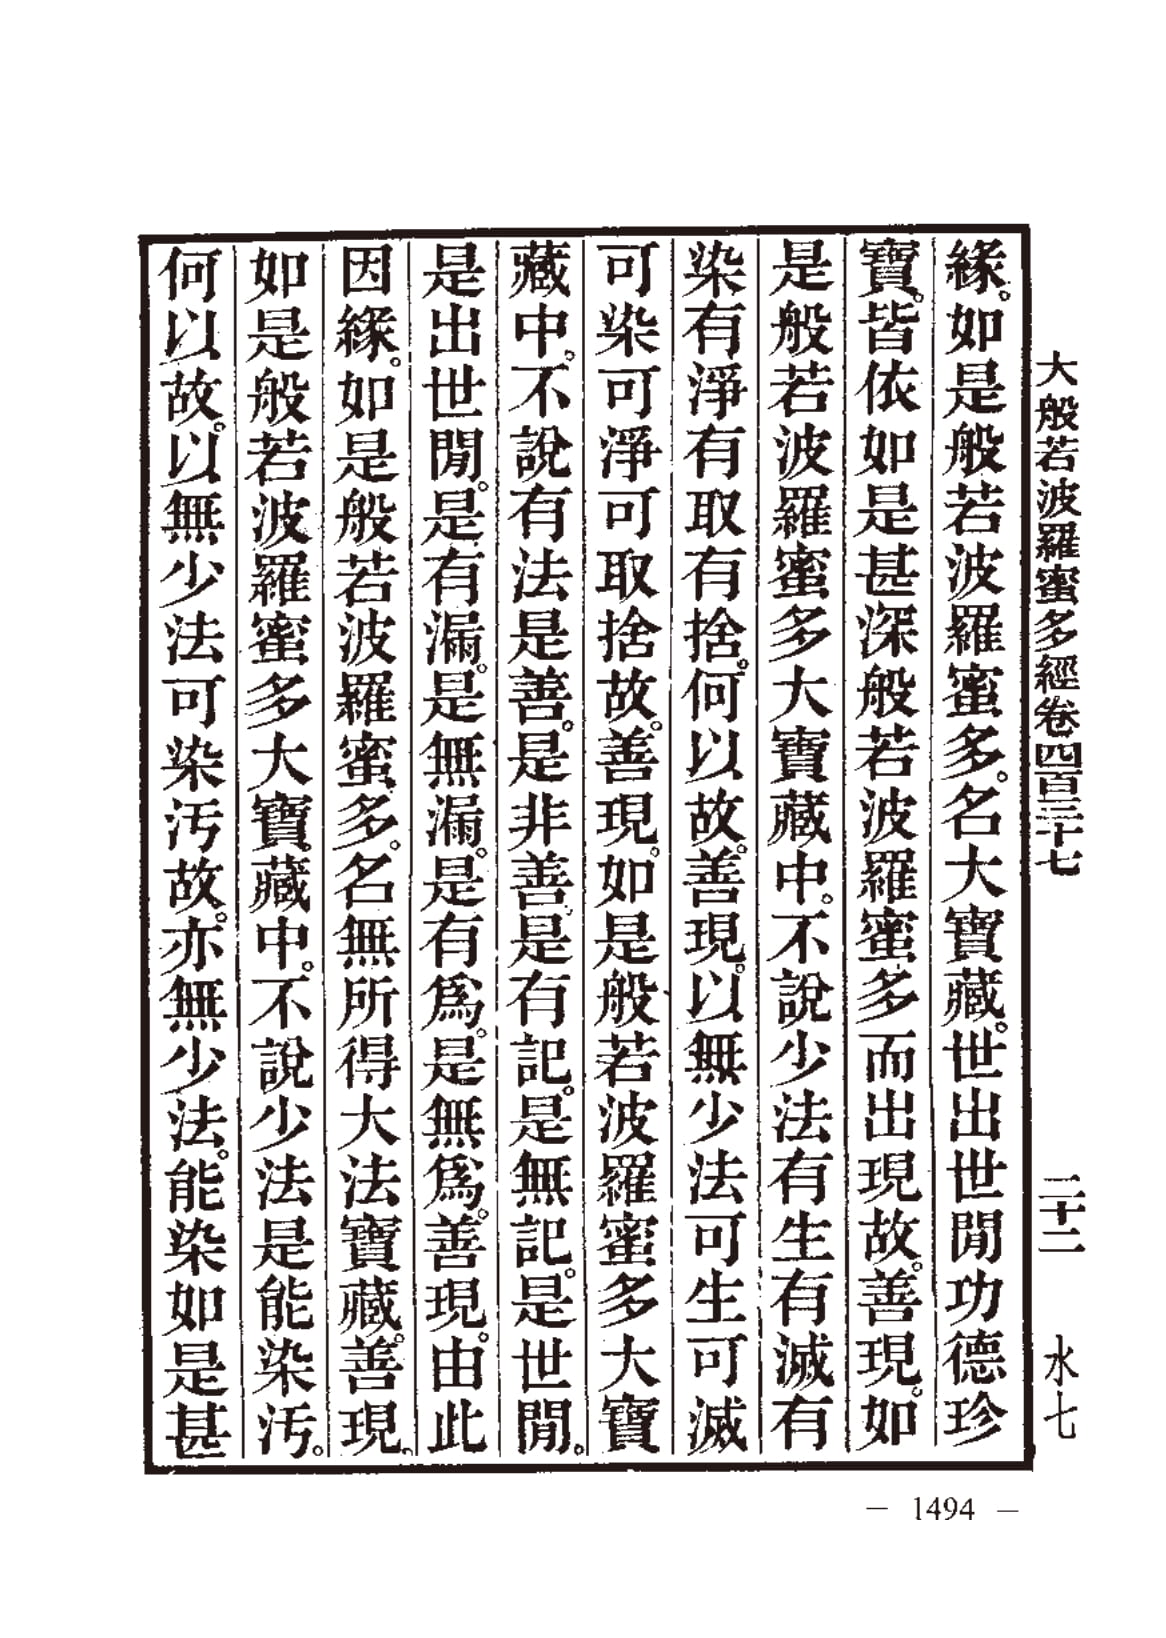 大般若波羅蜜多經卷四百三十七　二十二　水七
緣。如是般若波羅蜜多。名大寶藏。世出世閒功德珍
寶。皆依如是甚深般若波羅蜜多而出現故。善現。如
是般若波羅蜜多大寶藏中。不說少法有生有滅有
染有淨有取有捨。何以故。善現。以無少法可生可滅
可染可淨可取捨故。善現。如是般若波羅蜜多大寶
藏中。不說有法是善。是非善。是有記。是無記。是世閒。
是出世閒。是有漏。是無漏。是有爲。是無爲。善現。由此
因緣。如是般若波羅蜜多。名無所得大法寶藏。善現。
如是般若波羅蜜多大寶。藏中。不說少法是能染污。
何以故。以無少法可染污故。亦無少法。能染如是甚
— 1494 —